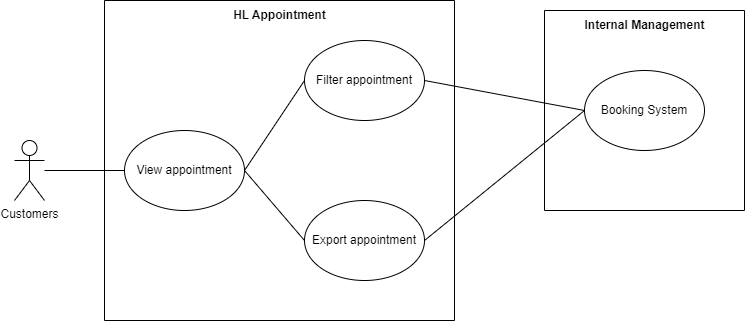 HL Appointment
Internal Management
Filter appointment
Booking System
View appointment
Customers
Export appointment